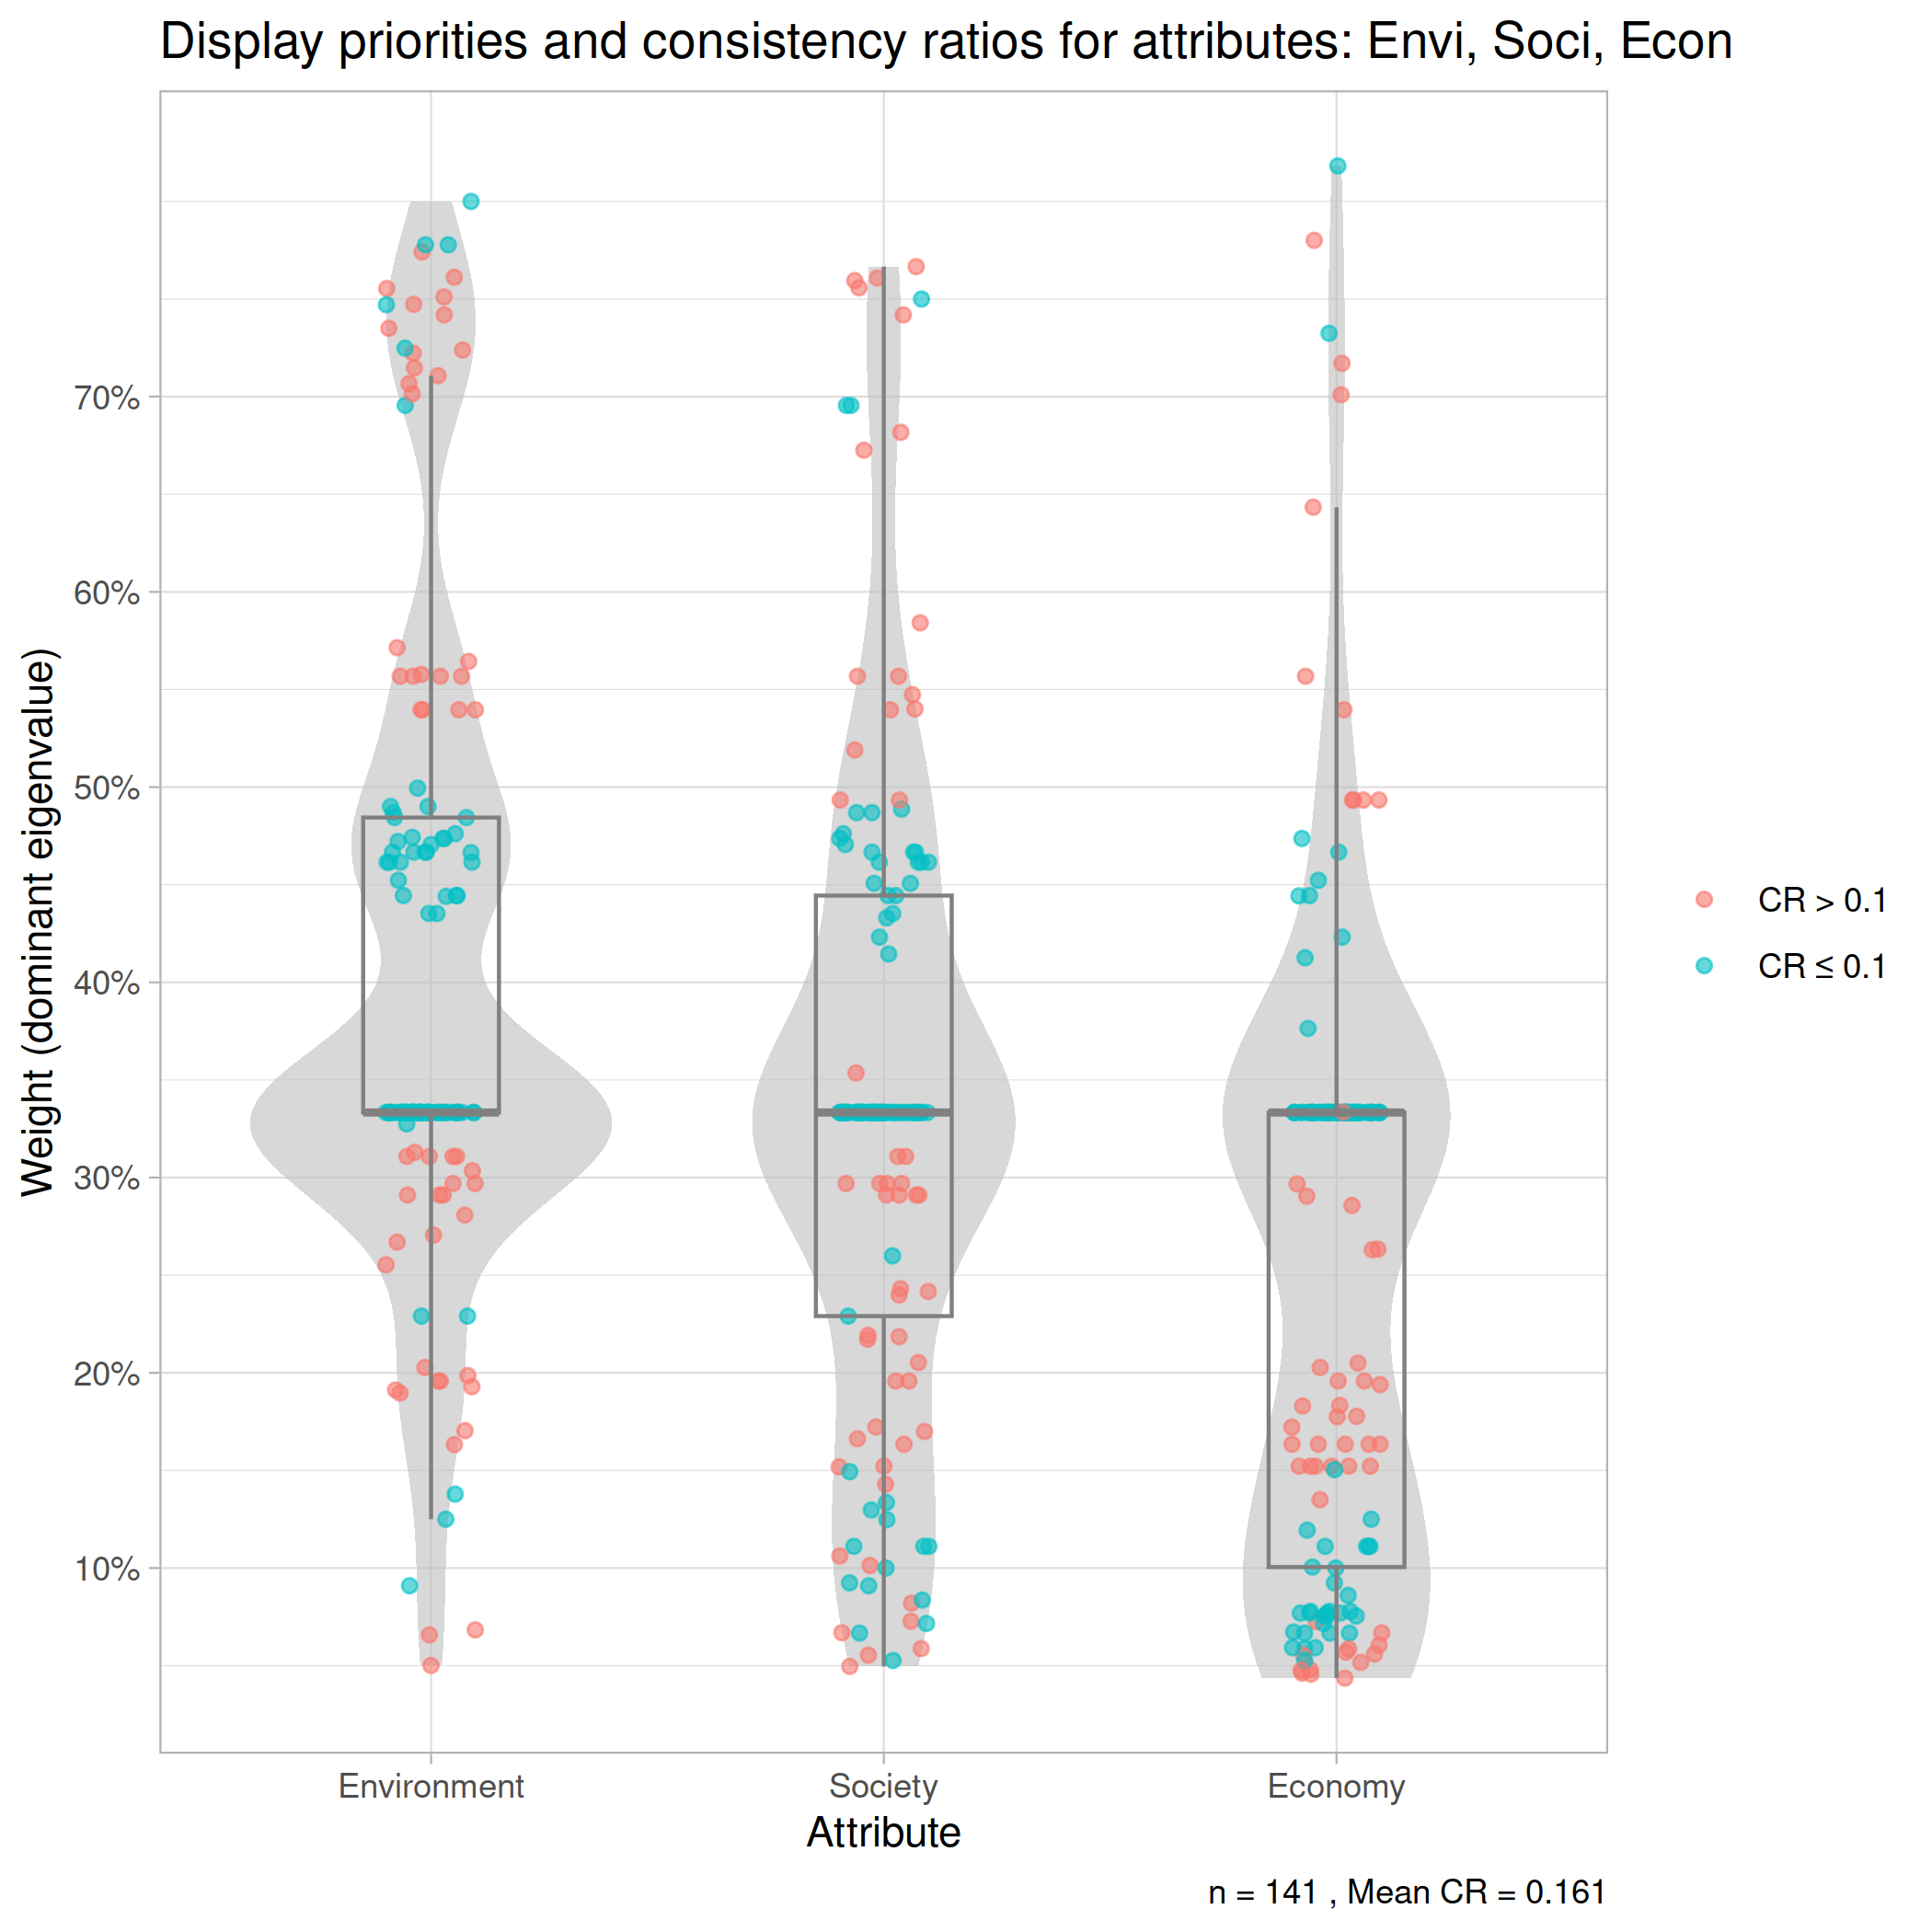 Display priorities and consistency ratios for attributes: Envi, Soci, Econ
Weight (dominant eigenvalue)
70%
60%
50%
40%
30%
20%
10%
CR > 0.1
CR ≤ 0.1
Environment
Society
Economy
Attribute
n = 141 , Mean CR = 0.161